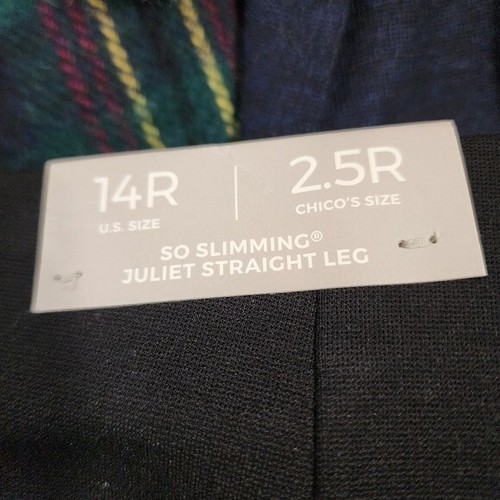 14R 2.5R
U.S. SIZE CHICO'S SIZE
SO SLIMMING®
JULIET STRAIGHT LEG